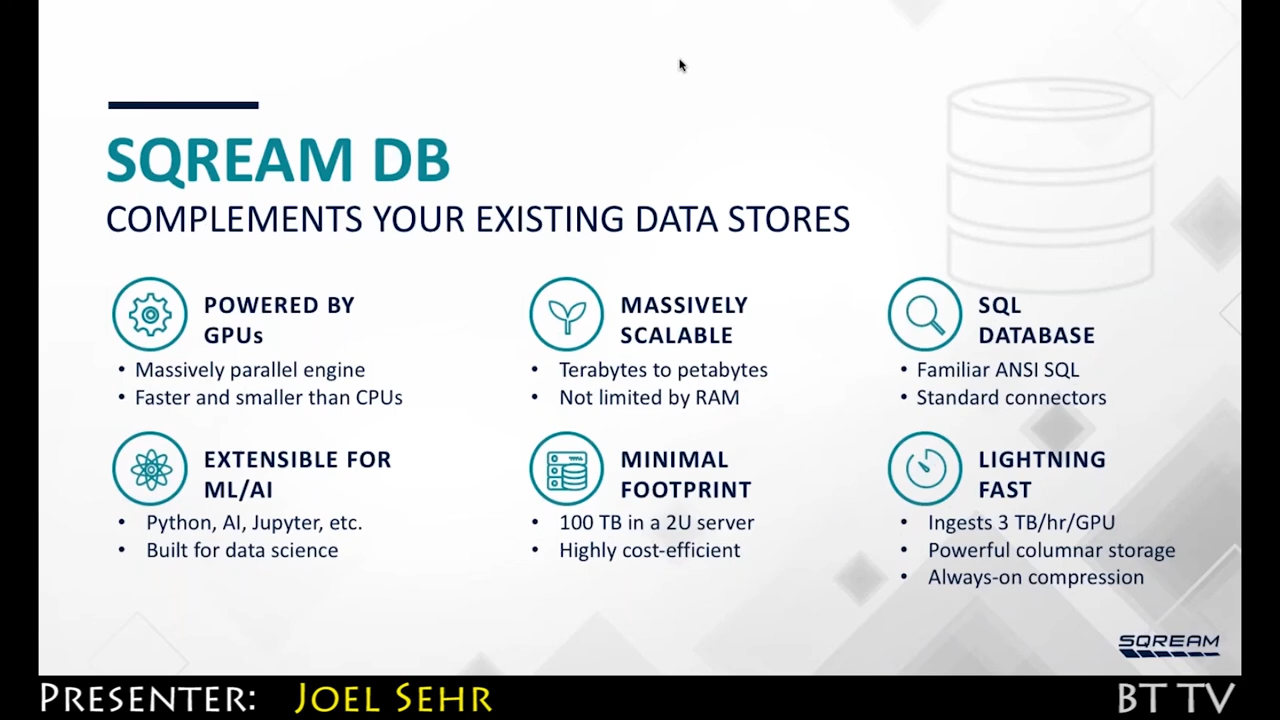 SQREAM DB
COMPLEMENTS YOUR EXISTING DATA STORES
POWERED BY
GPUs
• Massively parallel engine
• Faster and smaller than CPUs
MASSIVELY
SCALABLE
• Terabytes to petabytes
• Not limited by RAM
SQL
DATABASE
• Familiar ANSI SQL
• Standard connectors
EXTENSIBLE FOR
ML/AI
• Python, AI, Jupyter, etc.
• Built for data science
MINIMAL
FOOTPRINT
• 100 TB in a 2U server
• Highly cost-efficient
LIGHTNING
FAST
• Ingests 3 TB/hr/GPU
• Powerful columnar storage
• Always-on compression
SQREAM
PRESENTER: JOEL SEHR
BT TV